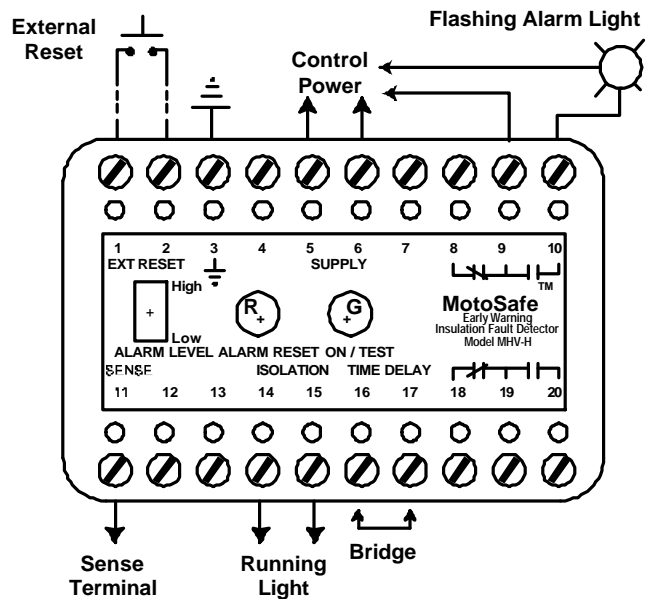 Flashing Alarm Light
External
Reset
Control
Power
1 2 3 4 5 6 7 8 9 10
EXT RESET SUPPLY
TM
High
R G
MotoSafe
Early Warning
Insulation Fault Detector
Model MHV-H
Low
ALARM LEVEL ALARM RESET ON / TEST
SENSE ISOLATION TIME DELAY
11 12 13 14 15 16 17 18 19 20
Sense
Terminal
Running
Light
Bridge